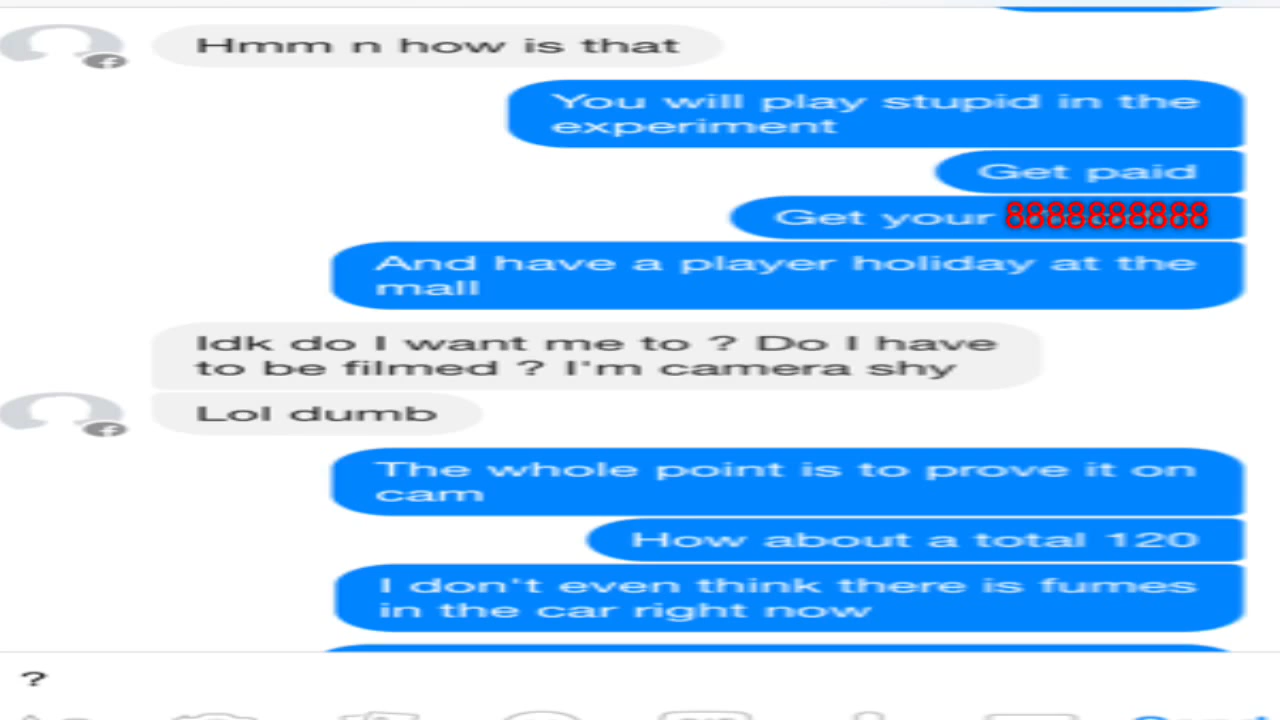 Hmm n how is that
You will play stupid in the
experiment
Get paid
Get your 8888888888
And have a player holiday at the
mall
Idk do I want me to ? Do I have
to be filmed ? I'm camera shy
Lol dumb
The whole point is to prove it on
cam
How about a total 120
I don't even think there is fumes
in the car right now
?